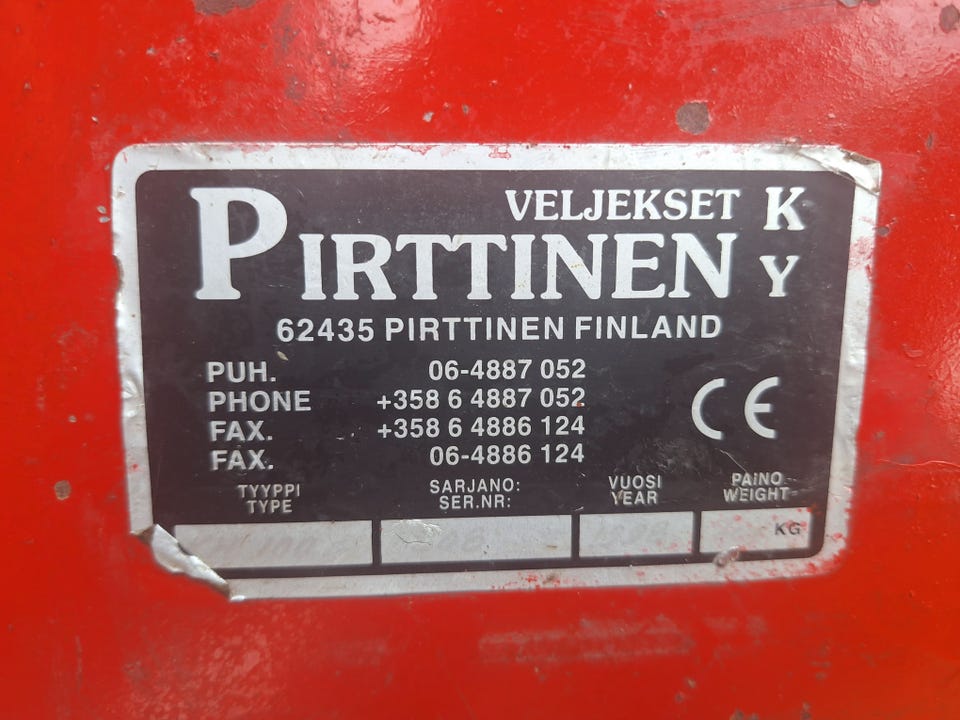 VELJEKSET KY
PIRTTINEN
62435 PIRTTINEN FINLAND
PUH. 06-4887 052
PHONE +358 6 4887 052
FAX. +358 6 4886 124
FAX. 06-4886 124
CE
TYYPPI SARJANO: VUOSI PAINO
TYPE SER.NR: YEAR WEIGHT
KG